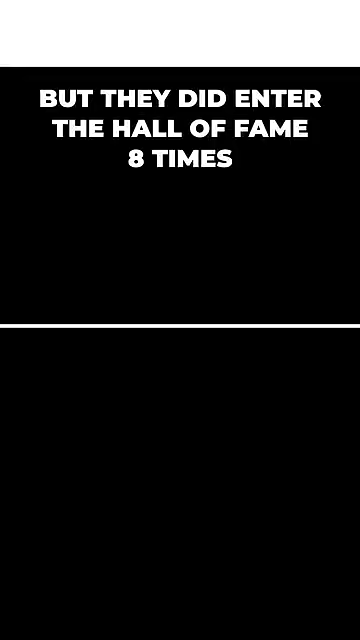 BUT THEY DID ENTER
THE HALL OF FAME
8 TIMES